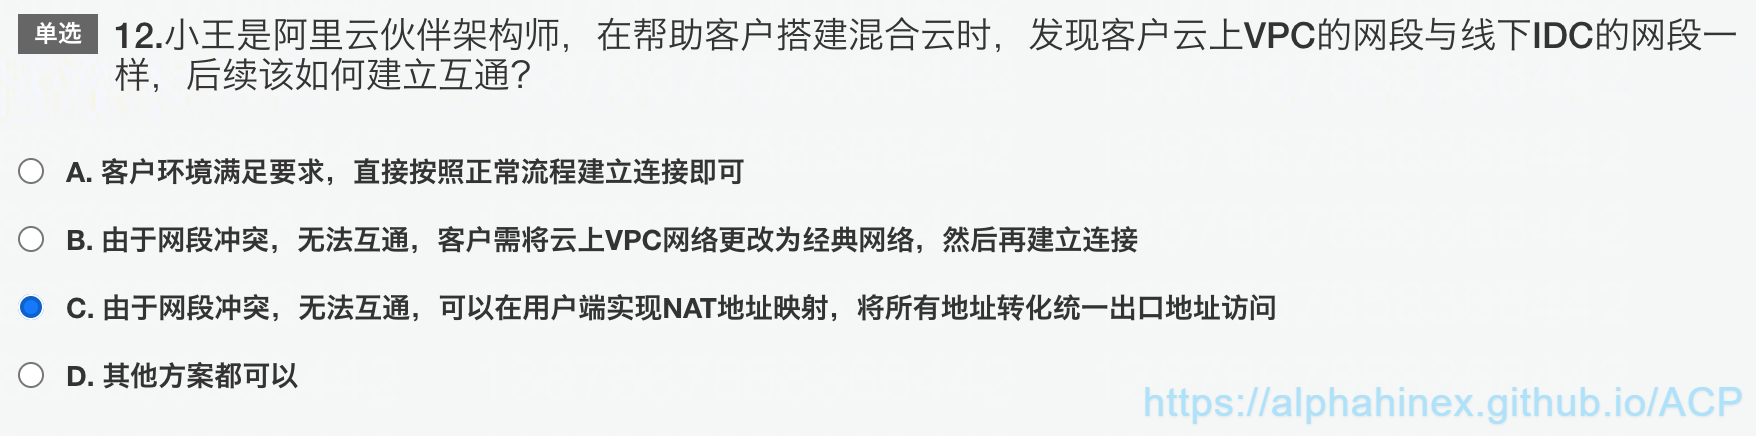 单选 12.小王是阿里云伙伴架构师，在帮助客户搭建混合云时，发现客户云上VPC的网段与线下IDC的网段一
样，后续该如何建立互通?
A. 客户环境满足要求，直接按照正常流程建立连接即可
B. 由于网段冲突，无法互通，客户需将云上VPC网络更改为经典网络，然后再建立连接
C. 由于网段冲突，无法互通，可以在用户端实现NAT地址映射，将所有地址转化统一出口地址访问
D. 其他方案都可以
https://alphahinex.github.io/ACP